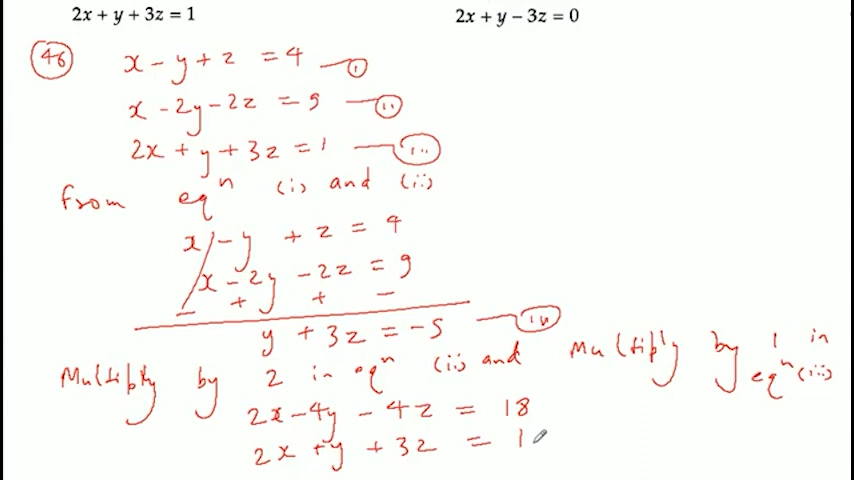 2x + y + 3z = 1
2x + y − 3z = 0
46 x - y + z = 4 (i)
x - 2y - 2z = 9 (ii)
2x + y + 3z = 1 (iii)
From eqⁿ (i) and (ii)
x - y + z = 4
x - 2y - 2z = 9
- + + -
y + 3z = -5 (iv)
Multiply by 2 in eqⁿ (ii) and Multiply by 1 in eqⁿ (iii)
2x - 4y - 4z = 18
2x + y + 3z = 1